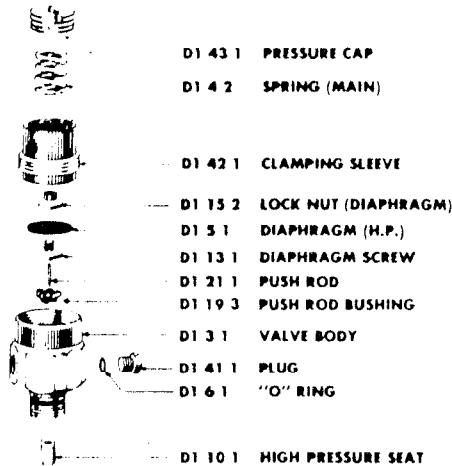 D1 43 1 PRESSURE CAP
D1 4 2 SPRING (MAIN)
D1 42 1 CLAMPING SLEEVE
D1 15 2 LOCK NUT (DIAPHRAGM)
D1 5 1 DIAPHRAGM (H.P.)
D1 13 1 DIAPHRAGM SCREW
D1 21 1 PUSH ROD
D1 19 3 PUSH ROD BUSHING
D1 3 1 VALVE BODY
D1 41 1 PLUG
D1 6 1 "O" RING
D1 10 1 HIGH PRESSURE SEAT